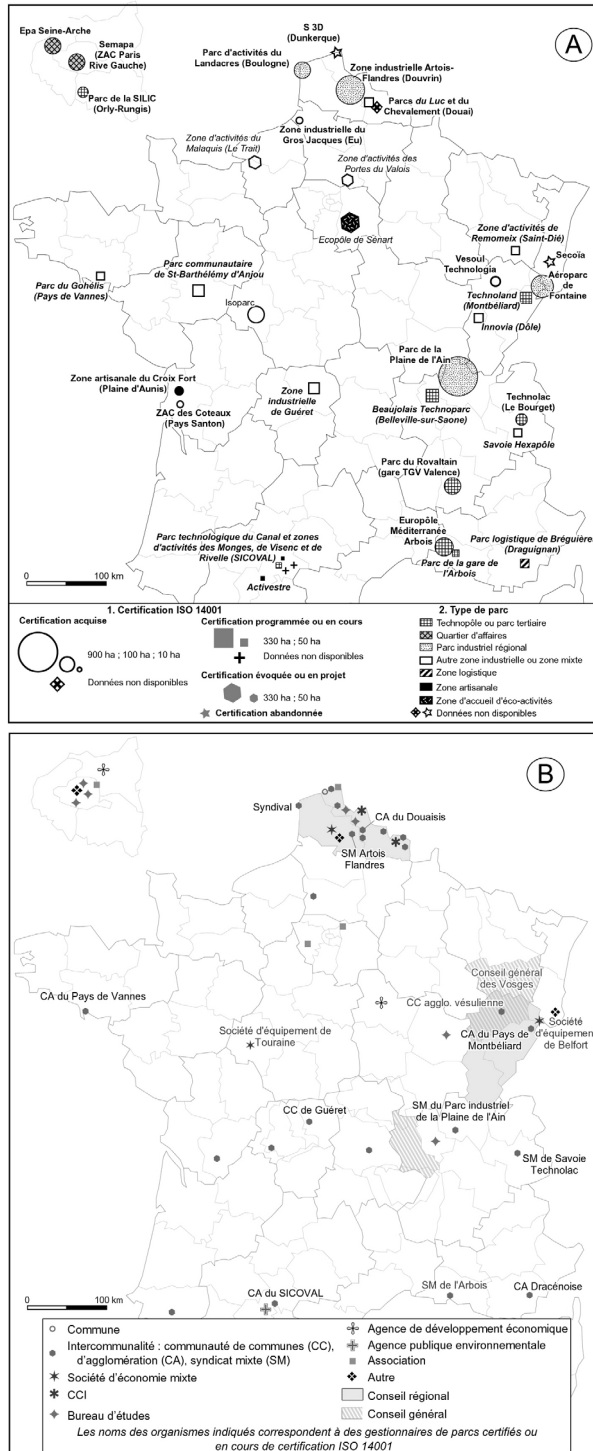 A
Epa Seine-Arche
Semapa
(ZAC Paris
Rive Gauche)
Parc de la SILIC
(Orly-Rungis)
S 3D
(Dunkerque)
Parc d'activités du
Landacres (Boulogne)
Zone industrielle Artois-
Flandres (Douvrin)
Parcs du Luc et du
Chevalement (Douai)
Zone industrielle du
Gros Jacques (Eu)
Zone d'activités du
Malaquis (Le Trait)
Zone d'activités des
Portes du Valois
Ecopôle de Sénart
Zone d'activités de
Remomeix (Saint-Dié)
Secoïa
Vesoul
Technologia
Aéroparc
de
Fontaine
Technoland
(Montbéliard)
Innovia (Dôle)
Parc communautaire
de St-Barthélémy d'Anjou
Parc du Gohélis
(Pays de Vannes)
Isoparc
Parc de la
Plaine de l'Ain
Zone artisanale du Croix Fort
(Plaine d'Aunis)
ZAC des Coteaux
(Pays Santon)
Zone
industrielle
de Guéret
Beaujolais Technoparc
(Belleville-sur-Saone)
Technolac
(Le Bourget)
Savoie Hexapôle
Parc du Rovaltain
(gare TGV Valence)
Europôle
Méditerranée
Arbois
Parc logistique de Bréguières
(Draguignan)
Parc de la gare de
l'Arbois
Parc technologique du Canal et zones
d'activités des Monges, de Visenc et de
Rivelle (SICOVAL)
Activestre
0 100 km
1. Certification ISO 14001
Certification acquise
900 ha ; 100 ha ; 10 ha
Données non disponibles
Certification programmée ou en cours
330 ha ; 50 ha
Données non disponibles
Certification évoquée ou en projet
330 ha ; 50 ha
Certification abandonnée
2. Type de parc
Technopôle ou parc tertiaire
Quartier d'affaires
Parc industriel régional
Autre zone industrielle ou zone mixte
Zone logistique
Zone artisanale
Zone d'accueil d'éco-activités
Données non disponibles
B
Syndival
CA du Douaisis
SM Artois
Flandres
Conseil général
des Vosges
CC agglo. vésulienne
CA du Pays de
Montbéliard
Société
d'équipement
de Belfort
CA du Pays de Vannes
Société d'équipement de
Touraine
CC de Guéret
SM du Parc industriel
de la Plaine de l'Ain
SM de Savoie
Technolac
CA du SICOVAL
SM de l'Arbois
CA Dracénoise
0 100 km
Commune
Intercommunalité : communauté de communes (CC),
d'agglomération (CA), syndicat mixte (SM)
Société d'économie mixte
CCI
Bureau d'études
Agence de développement économique
Agence publique environnementale
Association
Autre
Conseil régional
Conseil général
Les noms des organismes indiqués correspondent à des gestionnaires de parcs certifiés ou
en cours de certification ISO 14001